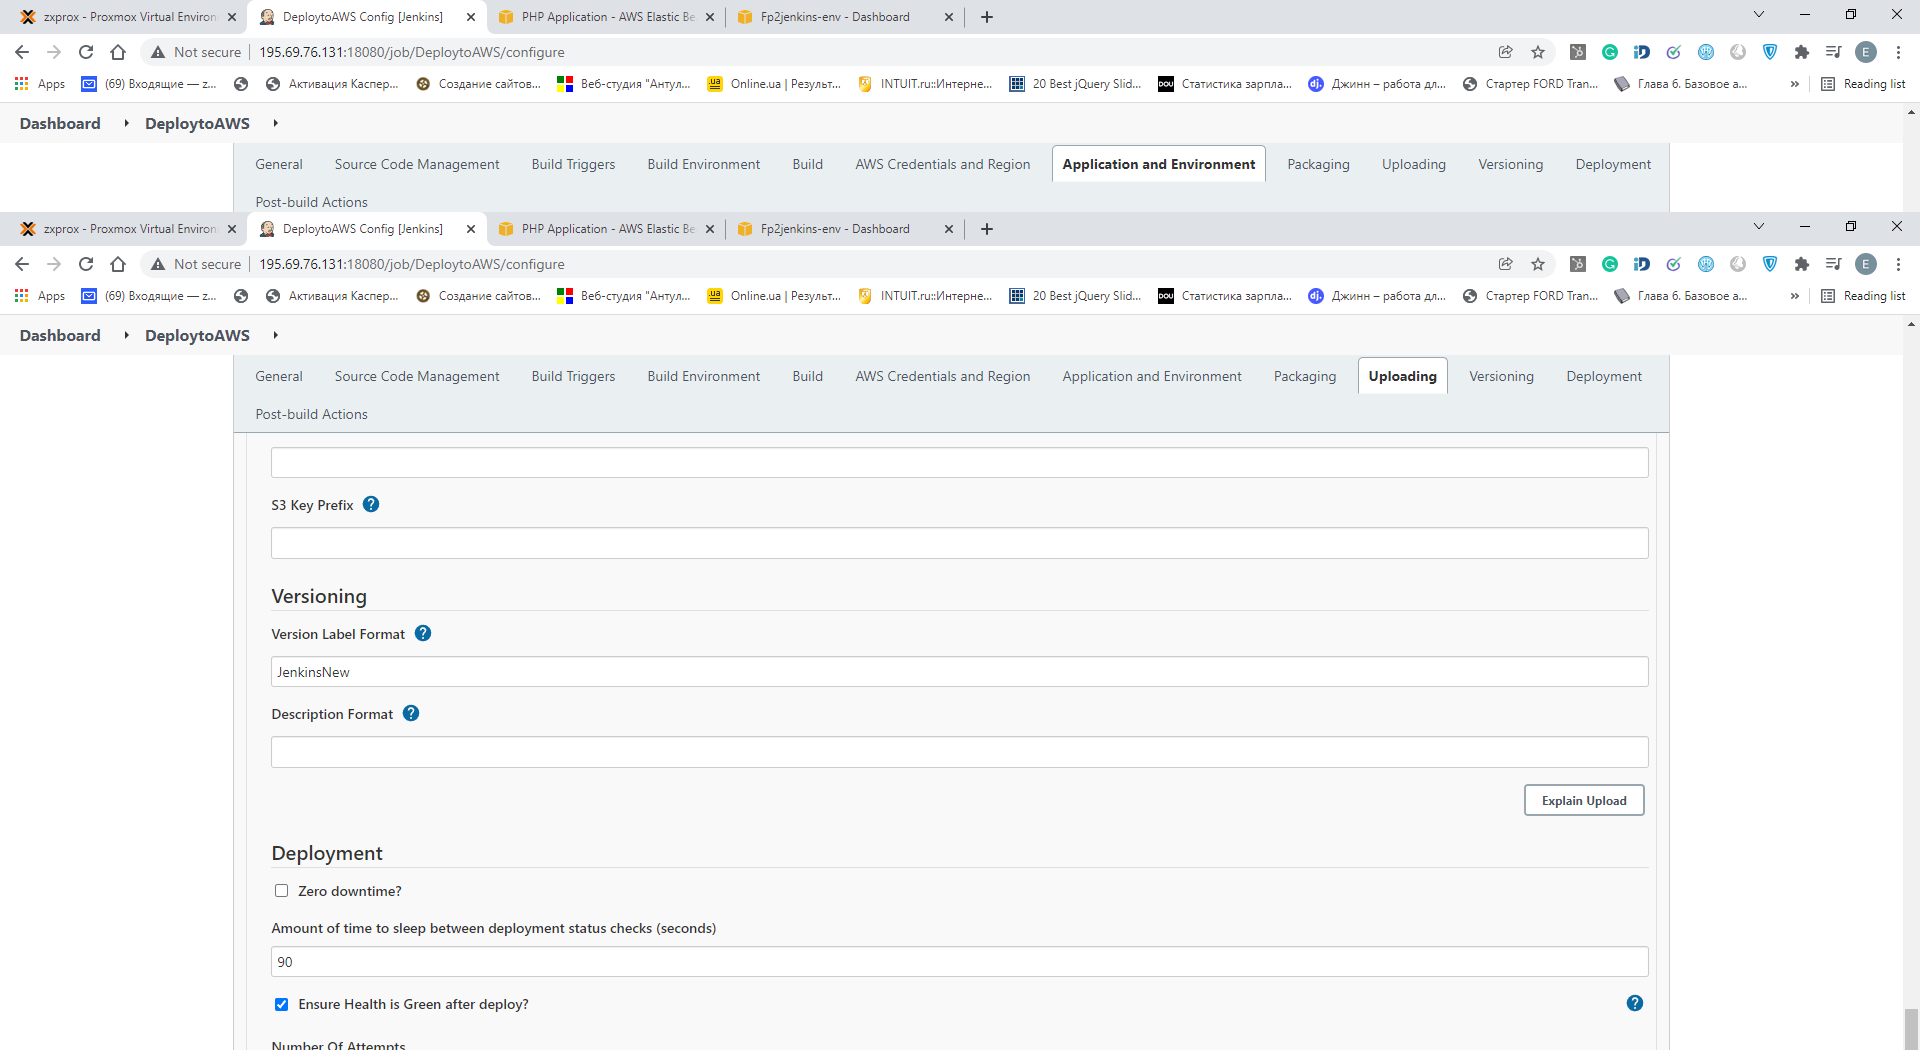 zxprox - Proxmox Virtual Environ
DeploytoAWS Config [Jenkins]
PHP Application - AWS Elastic Be
Fp2jenkins-env - Dashboard
Not secure
195.69.76.131:18080/job/DeploytoAWS/configure
E
Apps
(69) Входящие — z...
Активация Каспер...
Создание сайтов...
Веб-студия "Антул...
Online.ua | Результ...
INTUIT.ru::Интерне...
20 Best jQuery Slid...
DOU
Статистика зарпла...
dj.
Джинн – работа дл...
Стартер FORD Tran...
Глава 6. Базовое а...
»
Reading list
Dashboard
DeploytoAWS
General
Source Code Management
Build Triggers
Build Environment
Build
AWS Credentials and Region
Application and Environment
Packaging
Uploading
Versioning
Deployment
Post-build Actions
zxprox - Proxmox Virtual Environ
DeploytoAWS Config [Jenkins]
PHP Application - AWS Elastic Be
Fp2jenkins-env - Dashboard
Not secure
195.69.76.131:18080/job/DeploytoAWS/configure
E
Apps
(69) Входящие — z...
Активация Каспер...
Создание сайтов...
Веб-студия "Антул...
Online.ua | Результ...
INTUIT.ru::Интерне...
20 Best jQuery Slid...
DOU
Статистика зарпла...
dj.
Джинн – работа дл...
Стартер FORD Tran...
Глава 6. Базовое а...
»
Reading list
Dashboard
DeploytoAWS
General
Source Code Management
Build Triggers
Build Environment
Build
AWS Credentials and Region
Application and Environment
Packaging
Uploading
Versioning
Deployment
Post-build Actions
S3 Key Prefix ?
Versioning
Version Label Format ?
JenkinsNew
Description Format ?
Explain Upload
Deployment
Zero downtime?
Amount of time to sleep between deployment status checks (seconds)
90
Ensure Health is Green after deploy? ?
Number Of Attempts